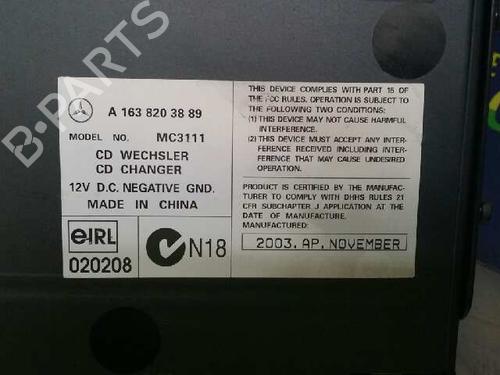 A 163 820 38 89
MODEL NO. MC3111
CD WECHSLER
CD CHANGER
12V D.C. NEGATIVE GND.
MADE IN CHINA
eIRL
020208
N18
THIS DEVICE COMPLIES WITH PART 15 OF
THE FCC RULES. OPERATION IS SUBJECT TO
THE FOLLOWING TWO CONDITIONS:
(1) THIS DEVICE MAY NOT CAUSE HARMFUL
INTERFERENCE.
(2) THIS DEVICE MUST ACCEPT ANY INTER-
FERENCE RECEIVED INCLUDING INTER-
FERENCE THAT MAY CAUSE UNDESIRED
OPERATION.
PRODUCT IS CERTIFIED BY THE MANUFAC-
TURER TO COMPLY WITH DHHS RULES 21
CFR SUBCHAPTER J APPLICATION AT THE
DATE OF MANUFACTURE.
MANUFACTURED:
2003. AP. NOVEMBER
B-PARTS